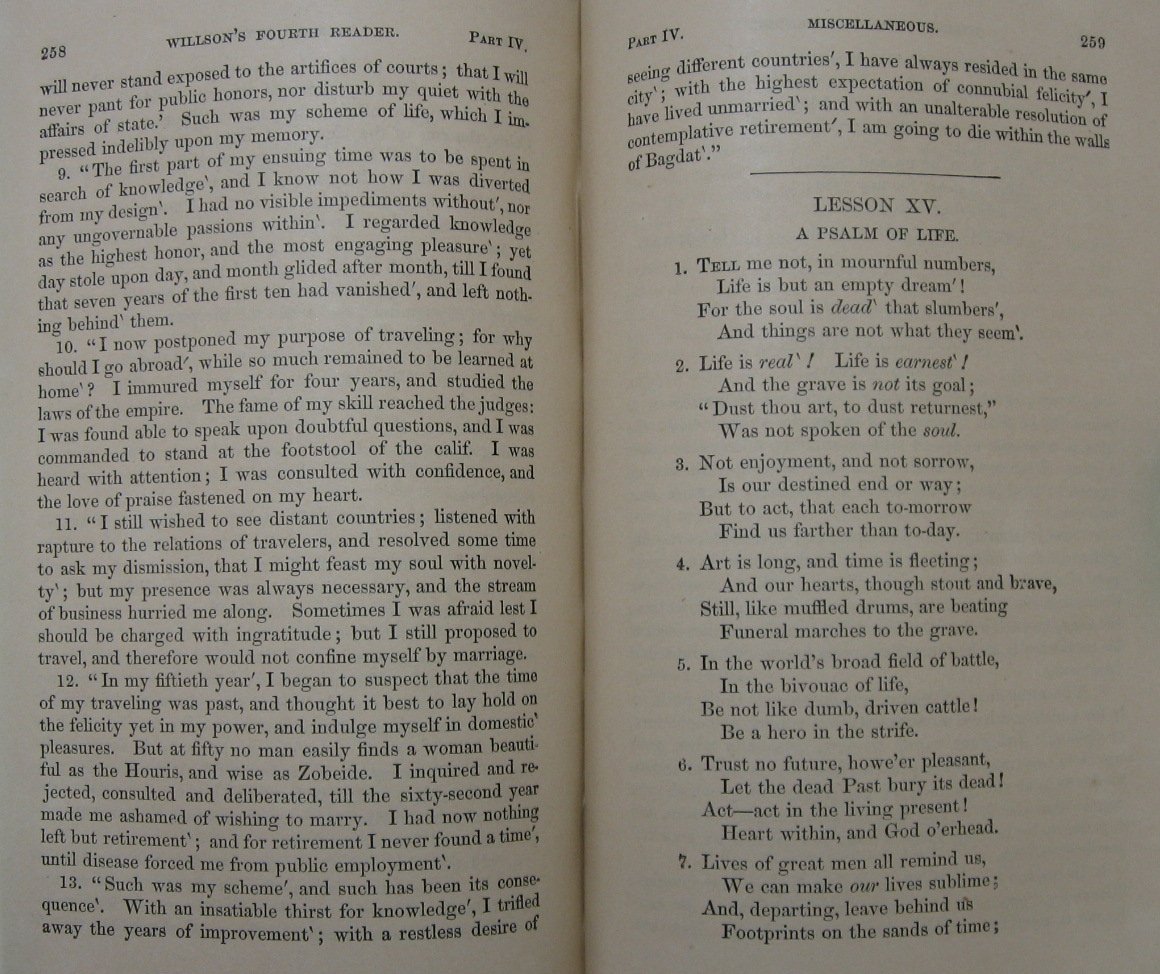 258 WILLSON'S FOURTH READER. PART IV.
will never stand exposed to the artifices of courts; that I will
never pant for public honors, nor disturb my quiet with the
affairs of state.' Such was my scheme of life, which I im-
pressed indelibly upon my memory.
9. "The first part of my ensuing time was to be spent in
search of knowledge‵, and I know not how I was diverted
from my design‵. I had no visible impediments without′, nor
any ungovernable passions within‵. I regarded knowledge
as the highest honor, and the most engaging pleasure‵; yet
day stole upon day, and month glided after month, till I found
that seven years of the first ten had vanished′, and left noth-
ing behind‵ them.
10. "I now postponed my purpose of traveling; for why
should I go abroad′, while so much remained to be learned at
home‵? I immured myself for four years, and studied the
laws of the empire. The fame of my skill reached the judges:
I was found able to speak upon doubtful questions, and I was
commanded to stand at the footstool of the calif. I was
heard with attention; I was consulted with confidence, and
the love of praise fastened on my heart.
11. "I still wished to see distant countries; listened with
rapture to the relations of travelers, and resolved some time
to ask my dismission, that I might feast my soul with novel-
ty‵; but my presence was always necessary, and the stream
of business hurried me along. Sometimes I was afraid lest I
should be charged with ingratitude; but I still proposed to
travel, and therefore would not confine myself by marriage.
12. "In my fiftieth year′, I began to suspect that the time
of my traveling was past, and thought it best to lay hold on
the felicity yet in my power, and indulge myself in domestic‵
pleasures. But at fifty no man easily finds a woman beauti-
ful as the Houris, and wise as Zobeide. I inquired and re-
jected, consulted and deliberated, till the sixty-second year
made me ashamed of wishing to marry. I had now nothing
left but retirement‵; and for retirement I never found a time′,
until disease forced me from public employment‵.
13. "Such was my scheme′, and such has been its conse-
quence‵. With an insatiable thirst for knowledge′, I trifled
away the years of improvement‵; with a restless desire of
PART IV. MISCELLANEOUS. 259
seeing different countries′, I have always resided in the same
city‵; with the highest expectation of connubial felicity′, I
have lived unmarried‵; and with an unalterable resolution of
contemplative retirement′, I am going to die within the walls
of Bagdat‵."
LESSON XV.
A PSALM OF LIFE.
1. TELL me not, in mournful numbers,
Life is but an empty dream′!
For the soul is dead‵ that slumbers′,
And things are not what they seem‵.
2. Life is real‵! Life is earnest‵!
And the grave is not its goal;
"Dust thou art, to dust returnest,"
Was not spoken of the soul.
3. Not enjoyment, and not sorrow,
Is our destined end or way;
But to act, that each to-morrow
Find us farther than to-day.
4. Art is long, and time is fleeting;
And our hearts, though stout and brave,
Still, like muffled drums, are beating
Funeral marches to the grave.
5. In the world's broad field of battle,
In the bivouac of life,
Be not like dumb, driven cattle!
Be a hero in the strife.
6. Trust no future, howe'er pleasant,
Let the dead Past bury its dead!
Act—act in the living present!
Heart within, and God o'erhead.
7. Lives of great men all remind us,
We can make our lives sublime;
And, departing, leave behind us
Footprints on the sands of time;